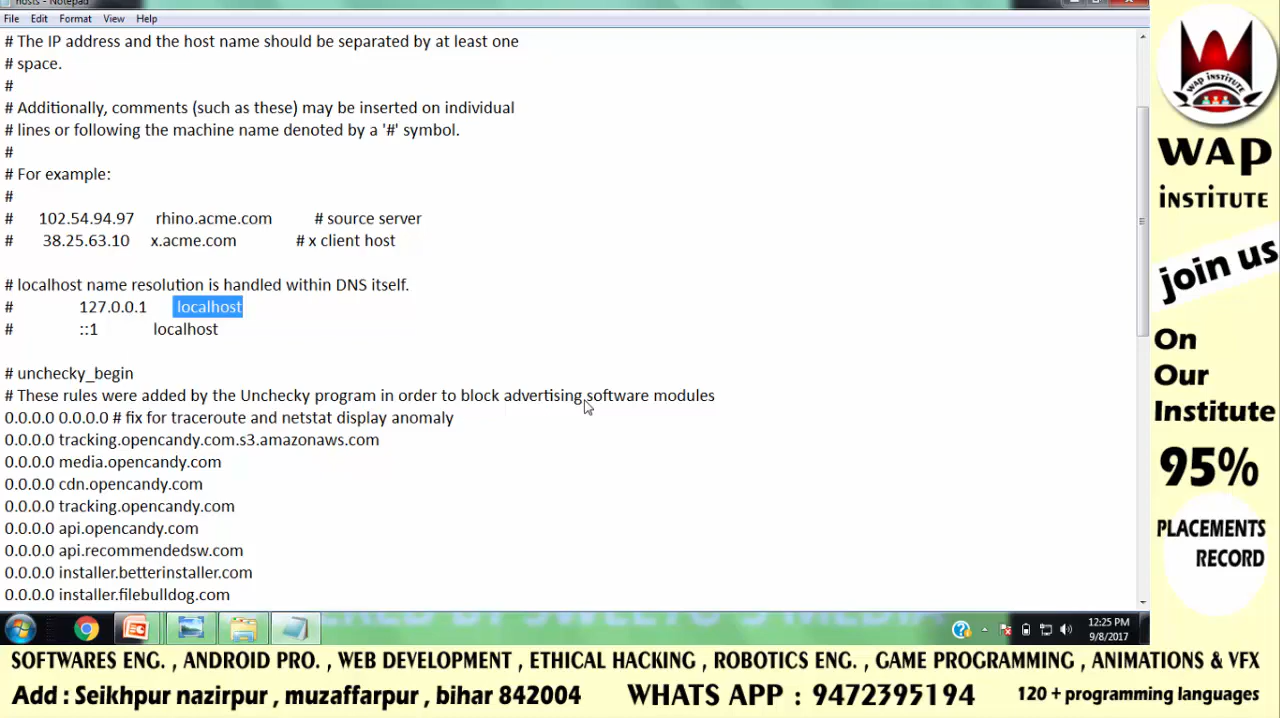 hosts - Notepad
File Edit Format View Help
# The IP address and the host name should be separated by at least one
# space.
#
# Additionally, comments (such as these) may be inserted on individual
# lines or following the machine name denoted by a '#' symbol.
#
# For example:
#
# 102.54.94.97 rhino.acme.com # source server
# 38.25.63.10 x.acme.com # x client host
# localhost name resolution is handled within DNS itself.
# 127.0.0.1 localhost
# ::1 localhost
# unchecky_begin
# These rules were added by the Unchecky program in order to block advertising software modules
0.0.0.0 0.0.0.0 # fix for traceroute and netstat display anomaly
0.0.0.0 tracking.opencandy.com.s3.amazonaws.com
0.0.0.0 media.opencandy.com
0.0.0.0 cdn.opencandy.com
0.0.0.0 tracking.opencandy.com
0.0.0.0 api.opencandy.com
0.0.0.0 api.recommendedsw.com
0.0.0.0 installer.betterinstaller.com
0.0.0.0 installer.filebulldog.com
12:25 PM
9/8/2017
WAP INSTITUTE
WAP
INSTITUTE
join us
On
Our
Institute
95%
PLACEMENTS
RECORD
SOFTWARES ENG. , ANDROID PRO. , WEB DEVELOPMENT , ETHICAL HACKING , ROBOTICS ENG. , GAME PROGRAMMING , ANIMATIONS & VFX
Add : Seikhpur nazirpur , muzaffarpur , bihar 842004 WHATS APP : 9472395194 120 + programming languages